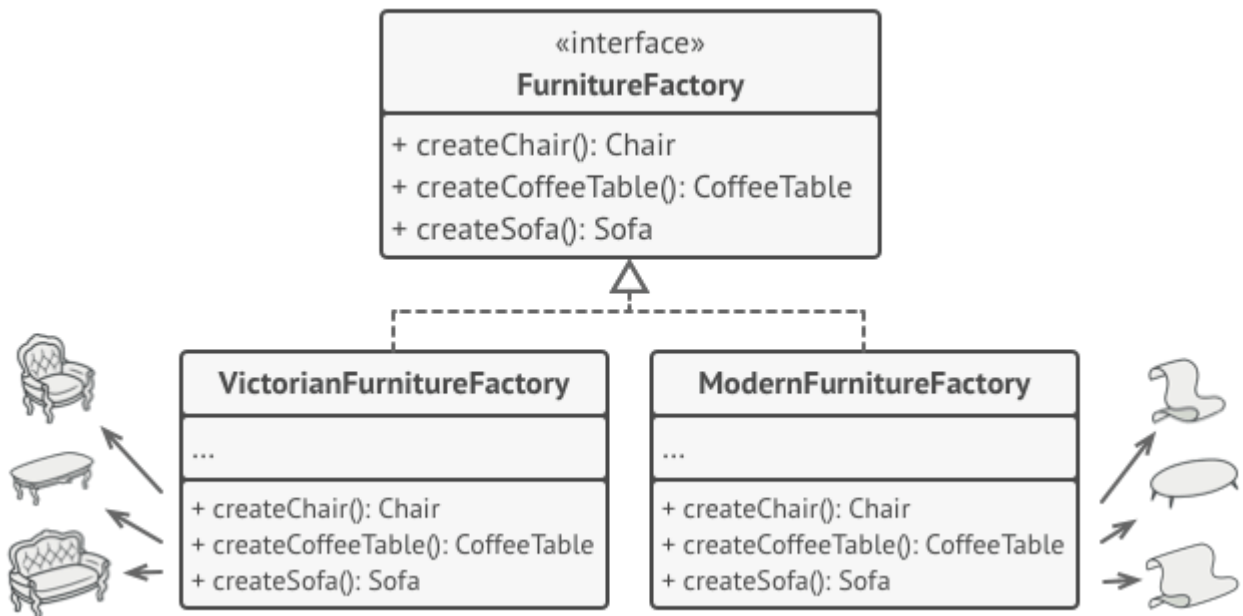 «interface»
FurnitureFactory
+ createChair(): Chair
+ createCoffeeTable(): CoffeeTable
+ createSofa(): Sofa
VictorianFurnitureFactory
...
+ createChair(): Chair
+ createCoffeeTable(): CoffeeTable
+ createSofa(): Sofa
ModernFurnitureFactory
...
+ createChair(): Chair
+ createCoffeeTable(): CoffeeTable
+ createSofa(): Sofa